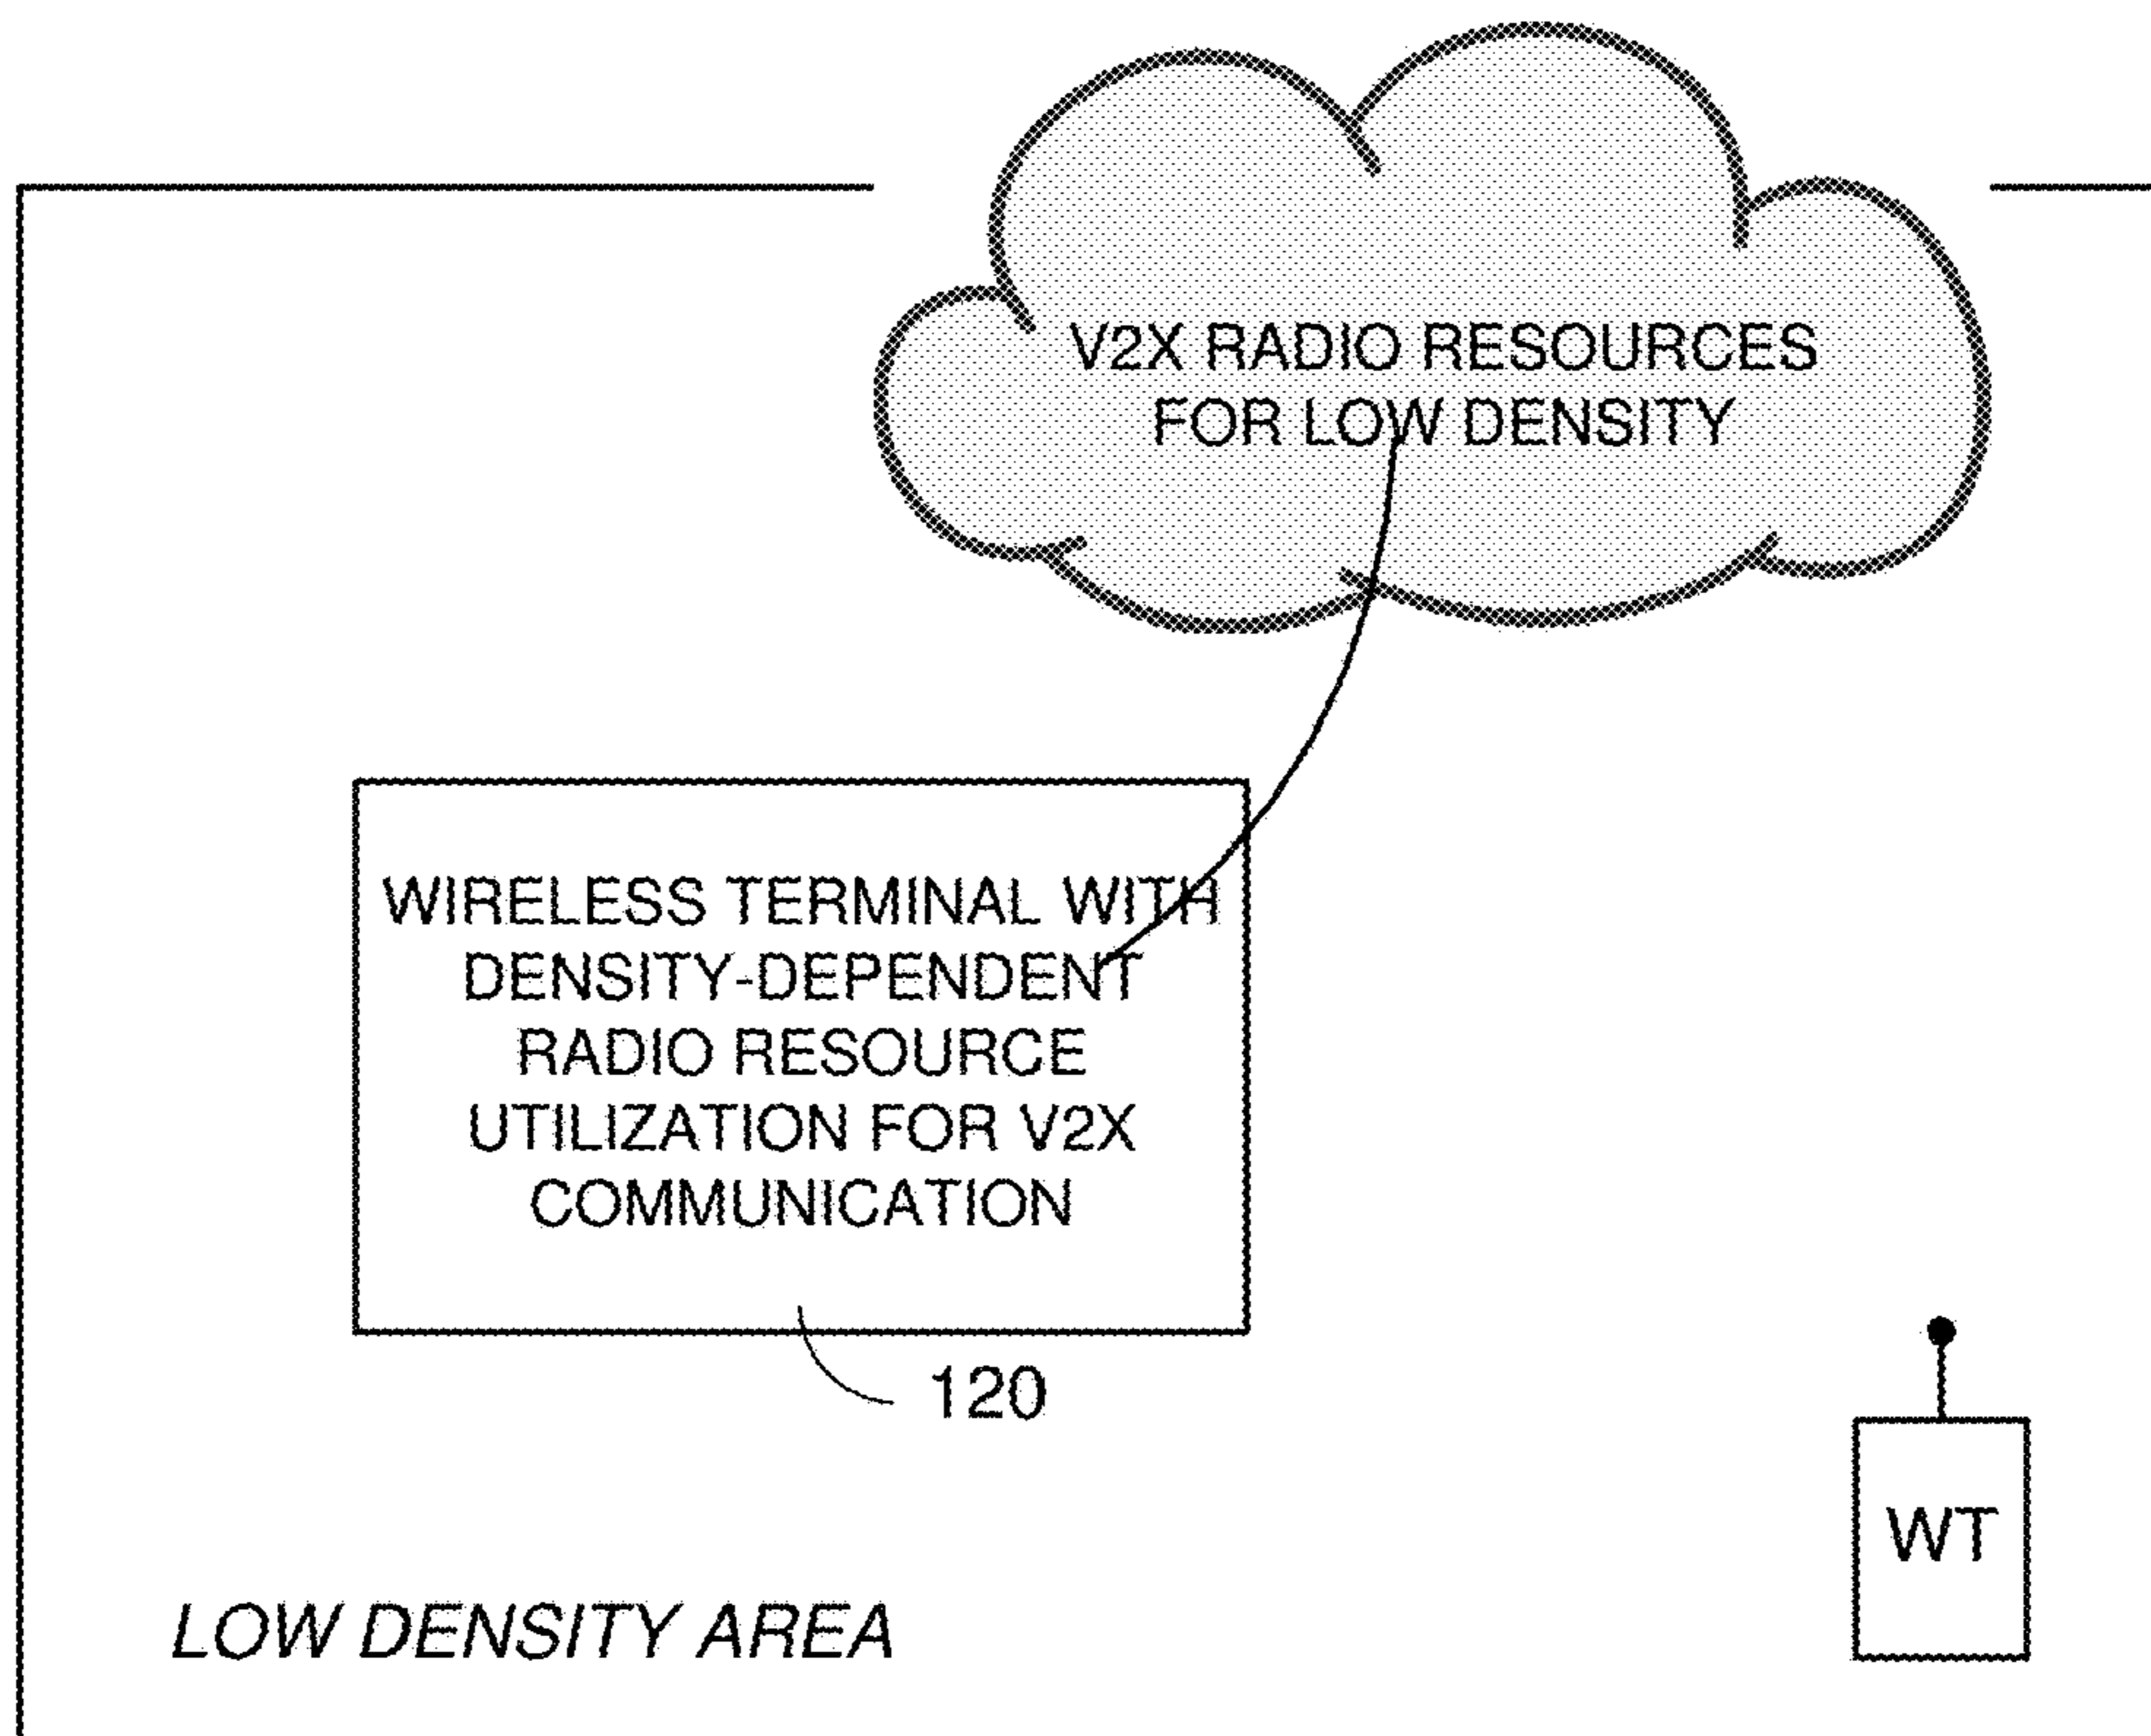 V2X RADIO RESOURCES
FOR LOW DENSITY
WIRELESS TERMINAL WITH
DENSITY-DEPENDENT
RADIO RESOURCE
UTILIZATION FOR V2X
COMMUNICATION
120
WT
LOW DENSITY AREA